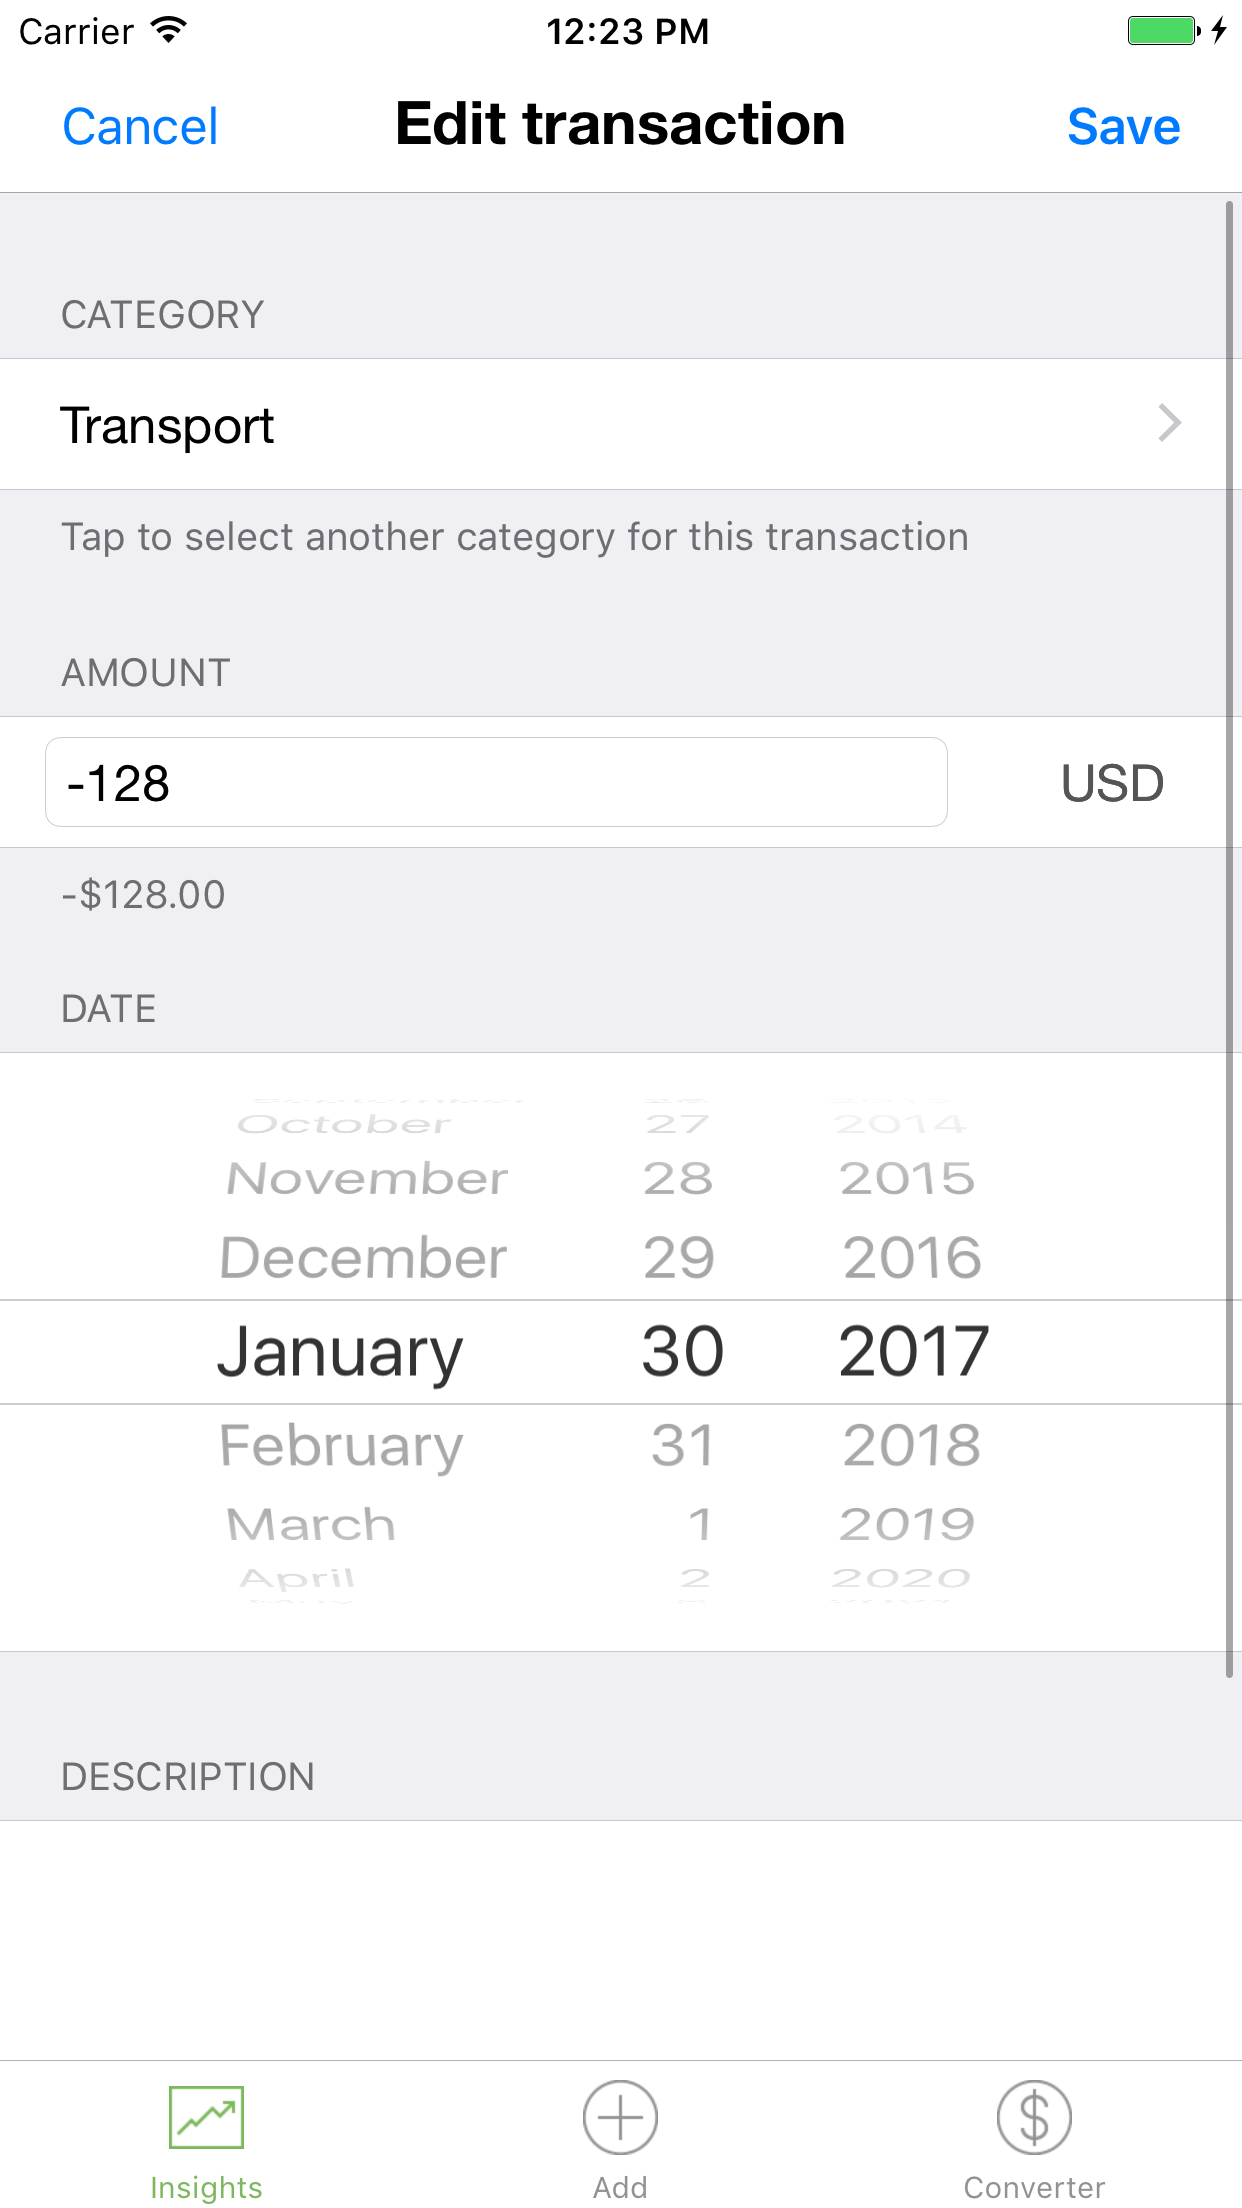 Carrier 12:23 PM
Cancel Edit transaction Save
CATEGORY
Transport
Tap to select another category for this transaction
AMOUNT
-128 USD
-$128.00
DATE
October 27 2014
November 28 2015
December 29 2016
January 30 2017
February 31 2018
March 1 2019
April 2 2020
DESCRIPTION
Insights Add Converter